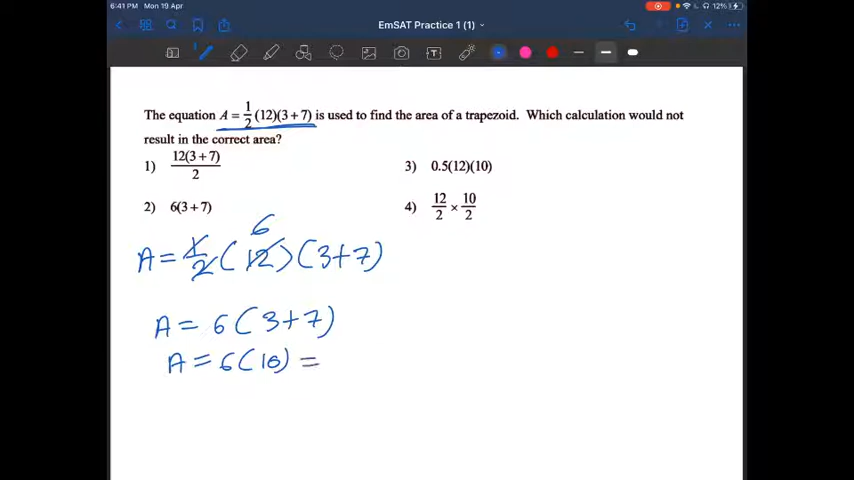 6:41 PM Mon 19 Apr
12%
EmSAT Practice 1 (1)
The equation A = 1/2 (12)(3 + 7) is used to find the area of a trapezoid. Which calculation would not
result in the correct area?
1) 12(3 + 7)/2
3) 0.5(12)(10)
2) 6(3 + 7)
4) 12/2 × 10/2
6
A = 1/2 (12) (3+7)
A = 6 (3+7)
A = 6 (10) =